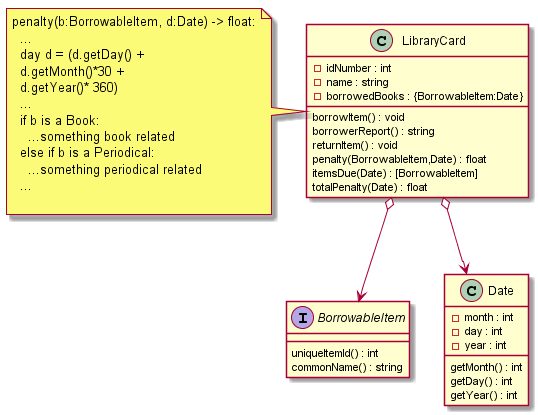 penalty(b:BorrowableItem, d:Date) -> float:
...
day d = (d.getDay() +
d.getMonth()*30 +
d.getYear()* 360)
...
if b is a Book:
...something book related
else if b is a Periodical:
...something periodical related
...
C LibraryCard
idNumber : int
name : string
borrowedBooks : {BorrowableItem:Date}
borrowItem() : void
borrowerReport() : string
returnItem() : void
penalty(BorrowableItem,Date) : float
itemsDue(Date) : [BorrowableItem]
totalPenalty(Date) : float
I BorrowableItem
uniqueItemId() : int
commonName() : string
C Date
month : int
day : int
year : int
getMonth() : int
getDay() : int
getYear() : int